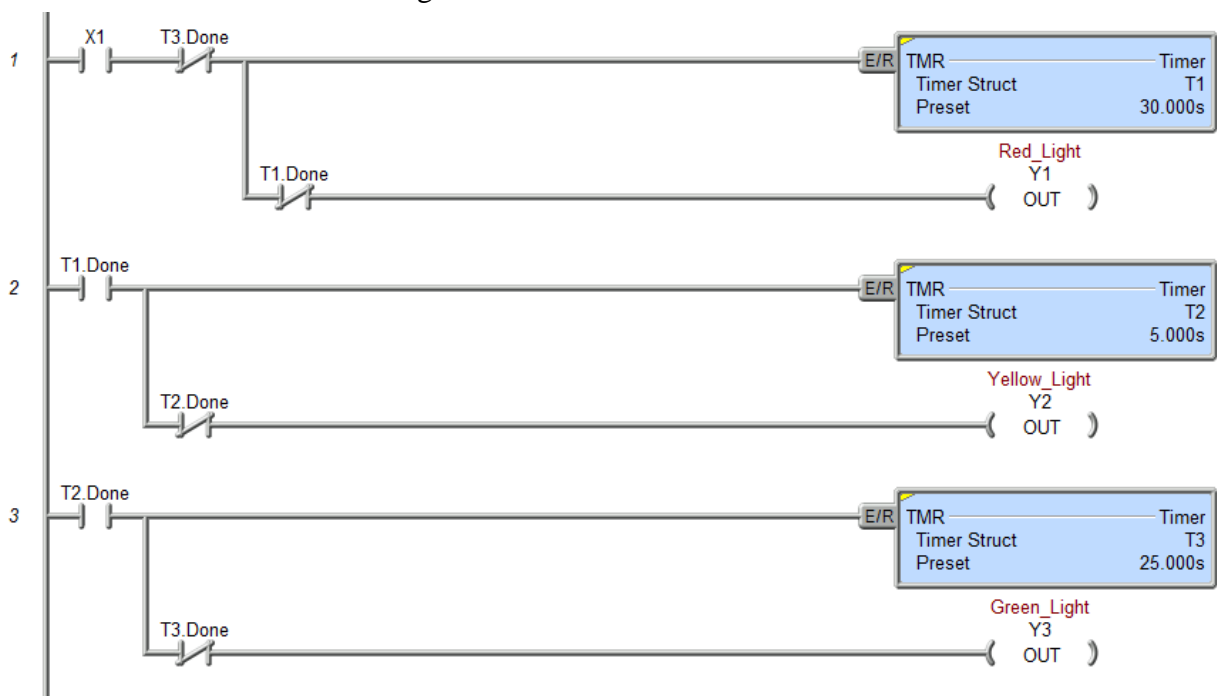 X1 T3.Done
1 E/R TMR Timer
Timer Struct T1
Preset 30.000s
Red_Light
T1.Done Y1
OUT
T1.Done
2 E/R TMR Timer
Timer Struct T2
Preset 5.000s
Yellow_Light
T2.Done Y2
OUT
T2.Done
3 E/R TMR Timer
Timer Struct T3
Preset 25.000s
Green_Light
T3.Done Y3
OUT